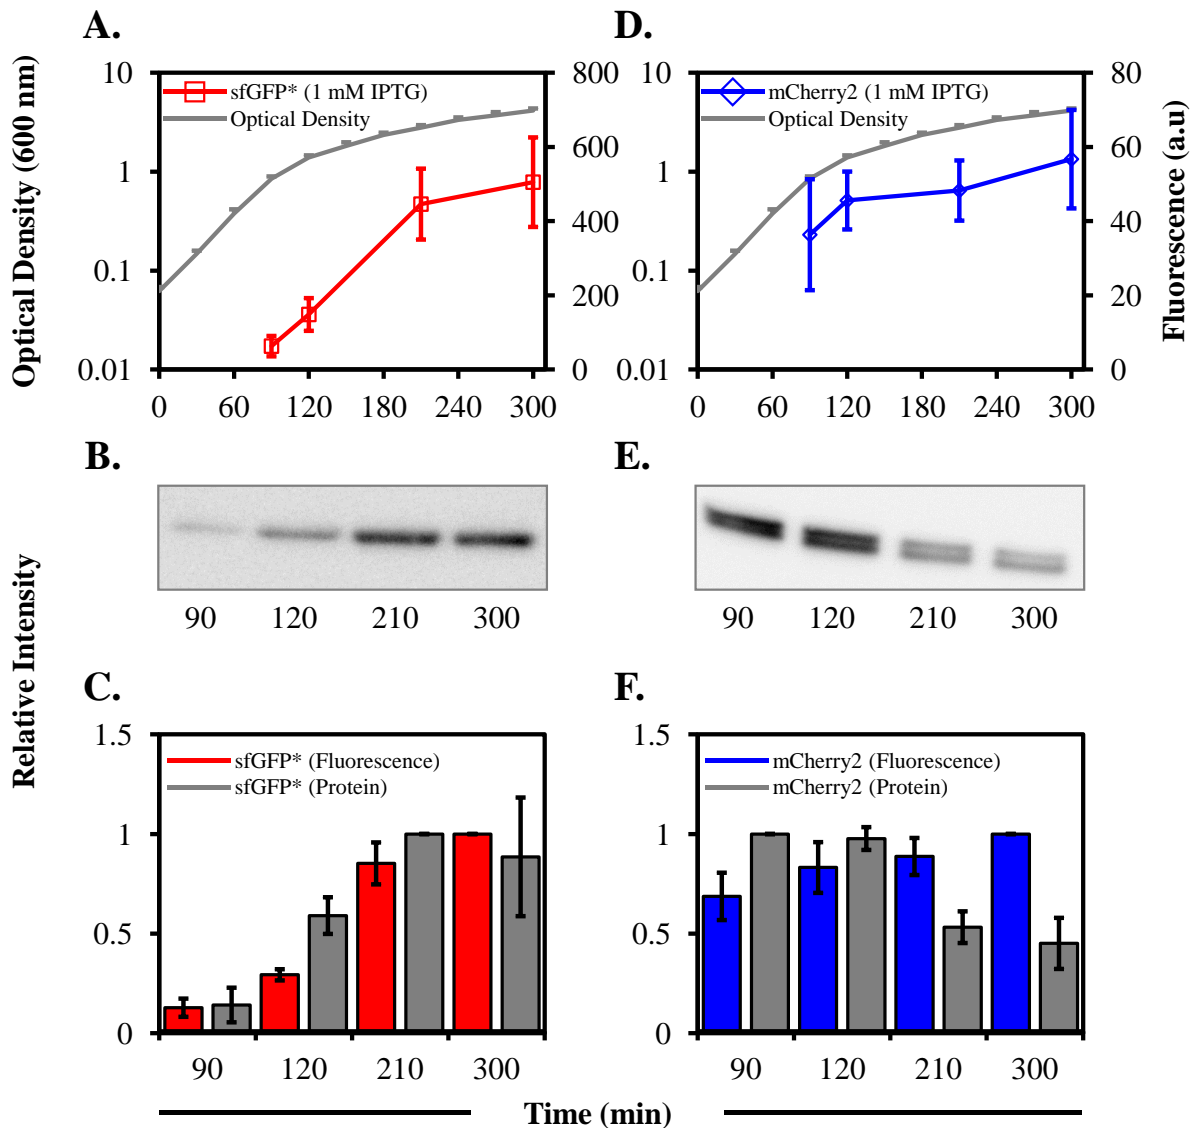 A.
D.
Optical Density (600 nm)
10
1
0.1
0.01
sfGFP* (1 mM IPTG)
Optical Density
800
600
400
200
0
0 60 120 180 240 300
10
1
0.1
0.01
mCherry2 (1 mM IPTG)
Optical Density
80
60
40
20
0
Fluorescence (a.u)
0 60 120 180 240 300
B.
E.
90 120 210 300
90 120 210 300
Relative Intensity
C.
F.
1.5
1
0.5
0
sfGFP* (Fluorescence)
sfGFP* (Protein)
90 120 210 300
1.5
1
0.5
0
mCherry2 (Fluorescence)
mCherry2 (Protein)
90 120 210 300
Time (min)